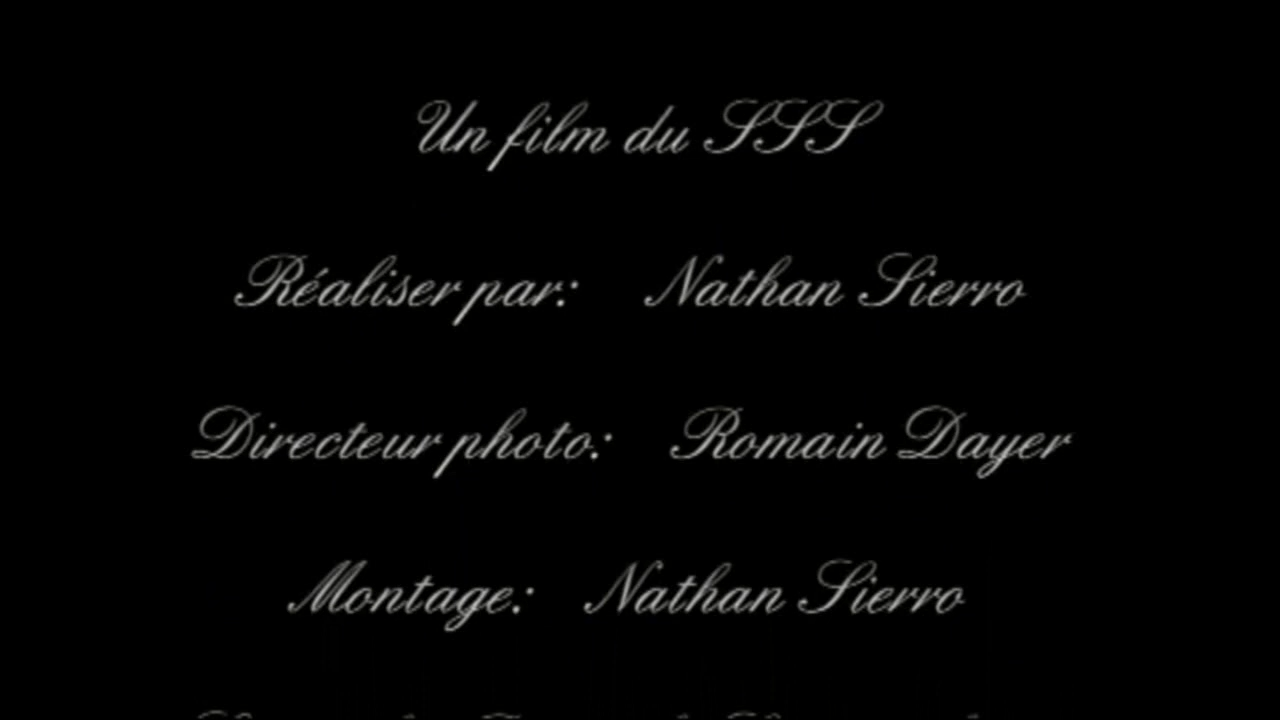 Un film du SSS
Réaliser par: Nathan Sierro
Directeur photo: Romain Dayer
Montage: Nathan Sierro